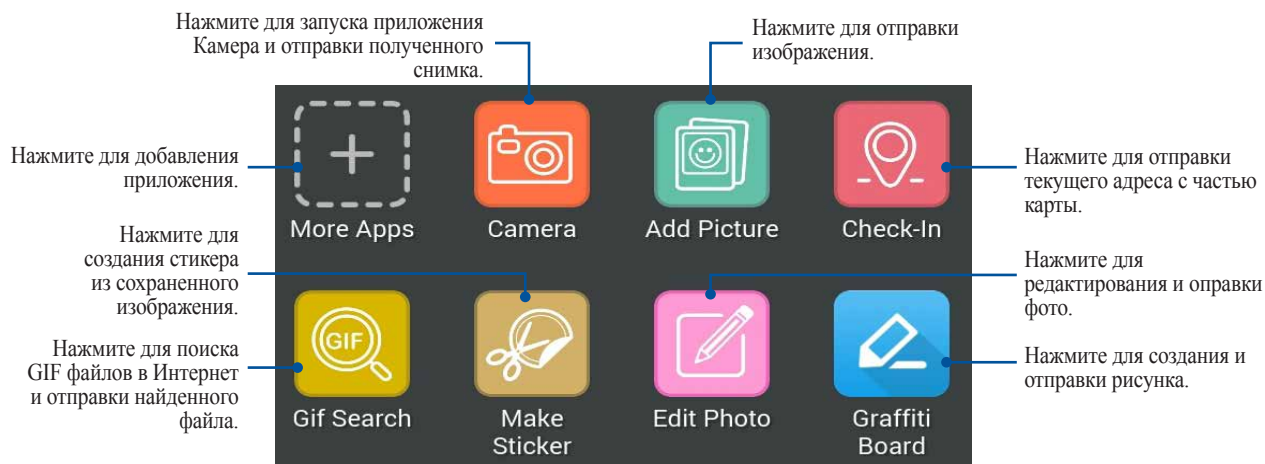 Нажмите для запуска приложения
Камера и отправки полученного
снимка.
Нажмите для отправки
изображения.
Нажмите для добавления
приложения.
More Apps
Camera
Add Picture
Check-In
Нажмите для отправки
текущего адреса с частью
карты.
Нажмите для
создания стикера
из сохраненного
изображения.
Нажмите для
редактирования и оправки
фото.
Нажмите для поиска
GIF файлов в Интернет
и отправки найденного
файла.
GIF
Gif Search
Make
Sticker
Edit Photo
Graffiti
Board
Нажмите для создания и
отправки рисунка.